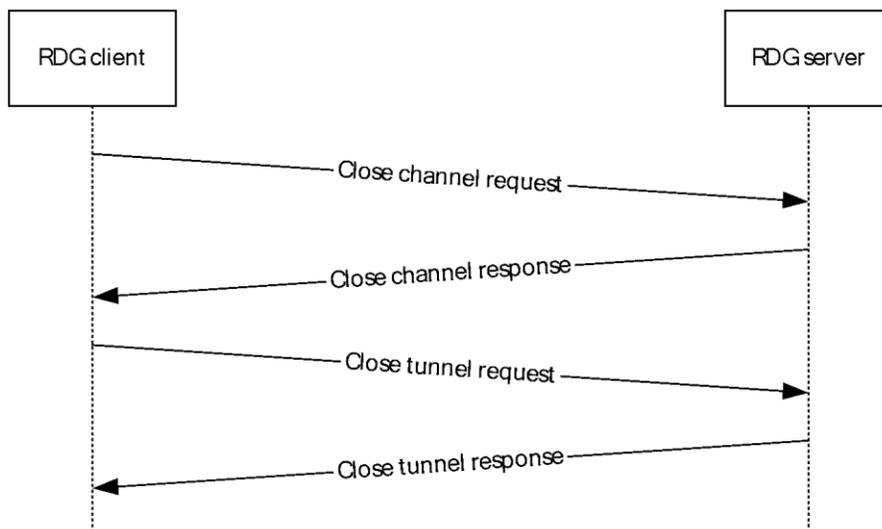 RDG client
RDG server
Close channel request
Close channel response
Close tunnel request
Close tunnel response